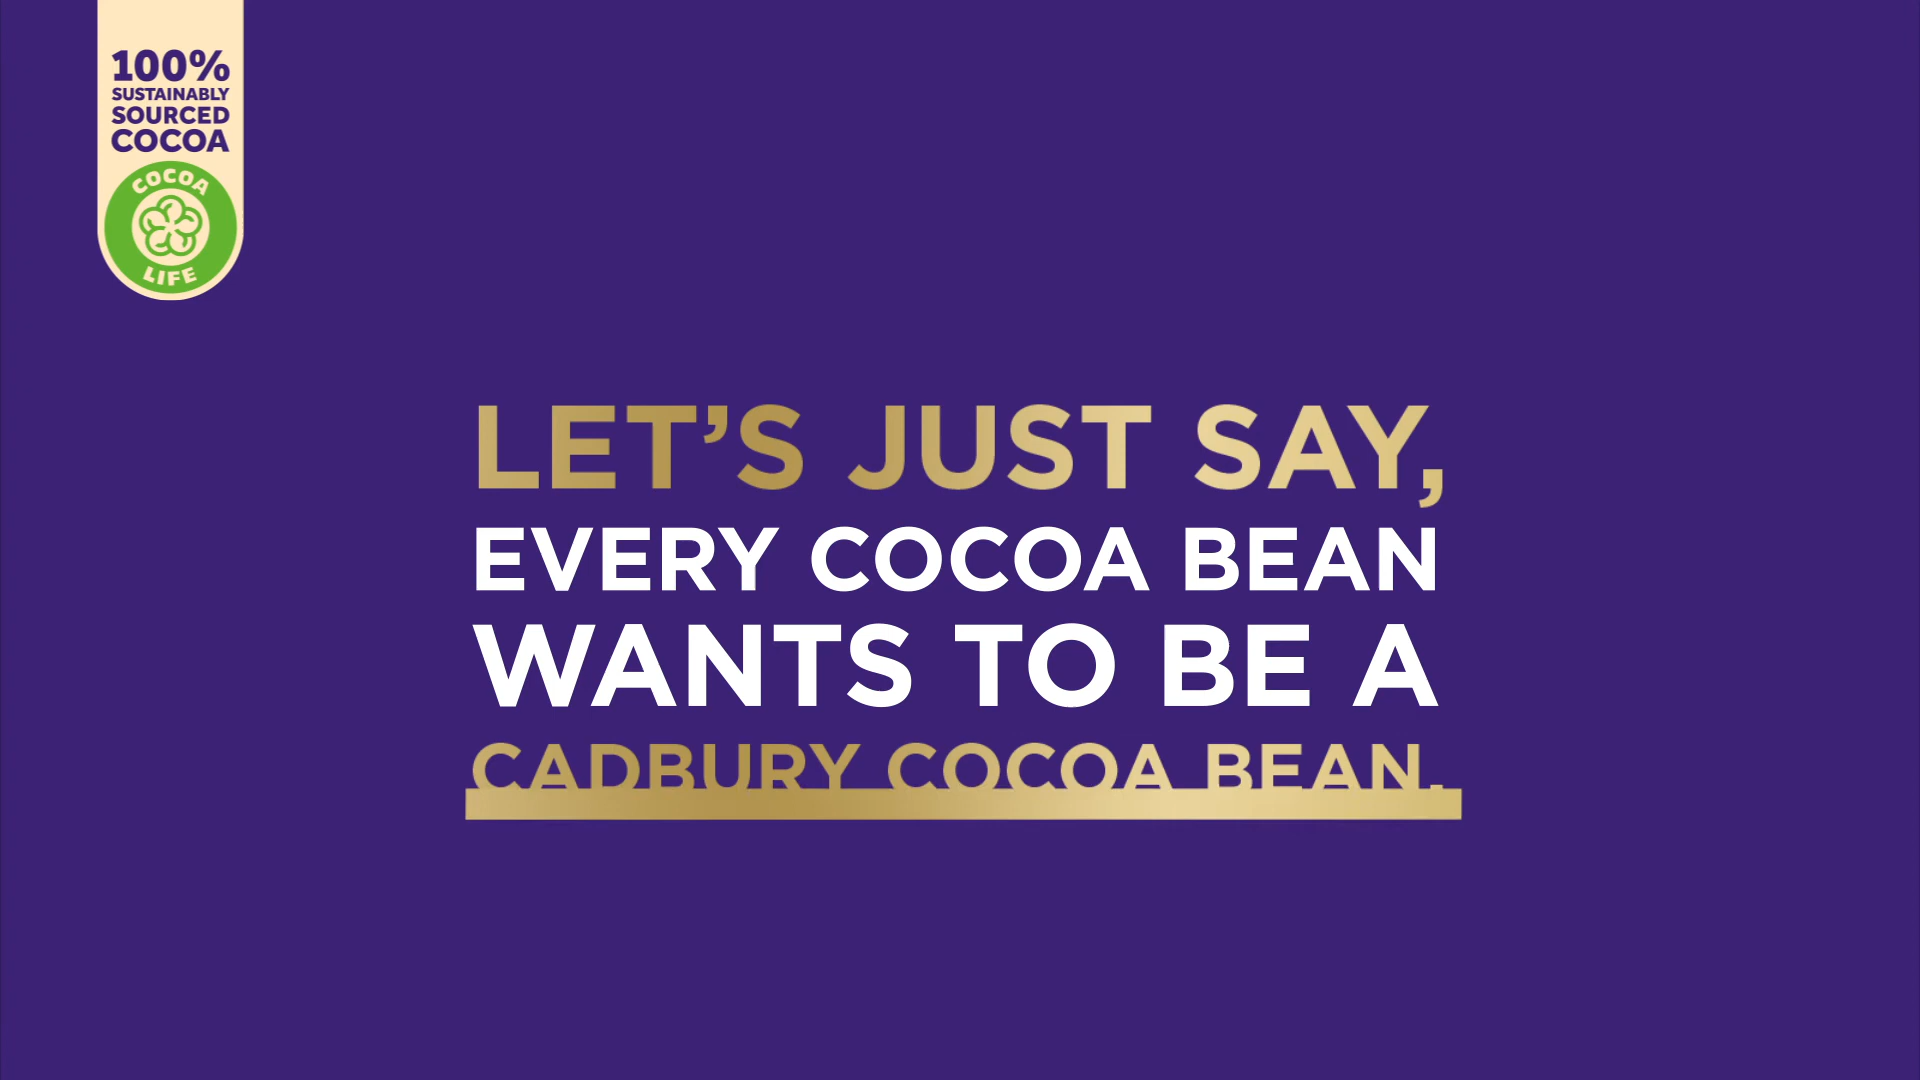 100%
SUSTAINABLY
SOURCED
COCOA
COCOA
LIFE
LET’S JUST SAY,
EVERY COCOA BEAN
WANTS TO BE A
CADBURY COCOA BEAN.